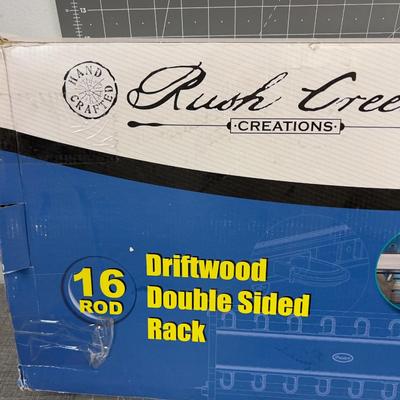 HAND CRAFTED
Rush Cree
·CREATIONS·
16
ROD
Driftwood
Double Sided
Rack